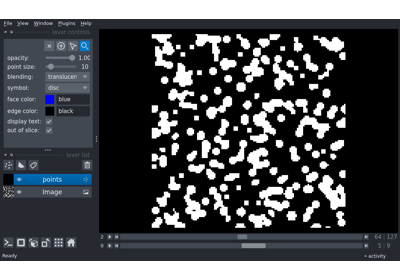 File View Window Plugins Help
layer controls
opacity: 1.00
point size: 10
blending: translucen
symbol: disc
face color: blue
edge color: black
display text:
out of slice:
layer list
points
Image
2 64 127
0 5 9
Ready activity